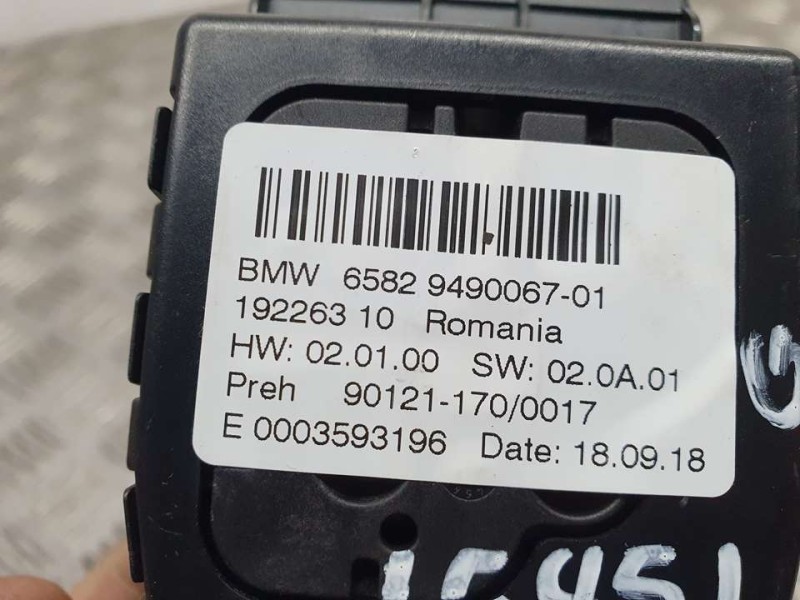 BMW 6582 9490067-01
192263 10 Romania
HW: 02.01.00 SW: 02.0A.01
Preh 90121-170/0017
E 0003593196 Date: 18.09.18